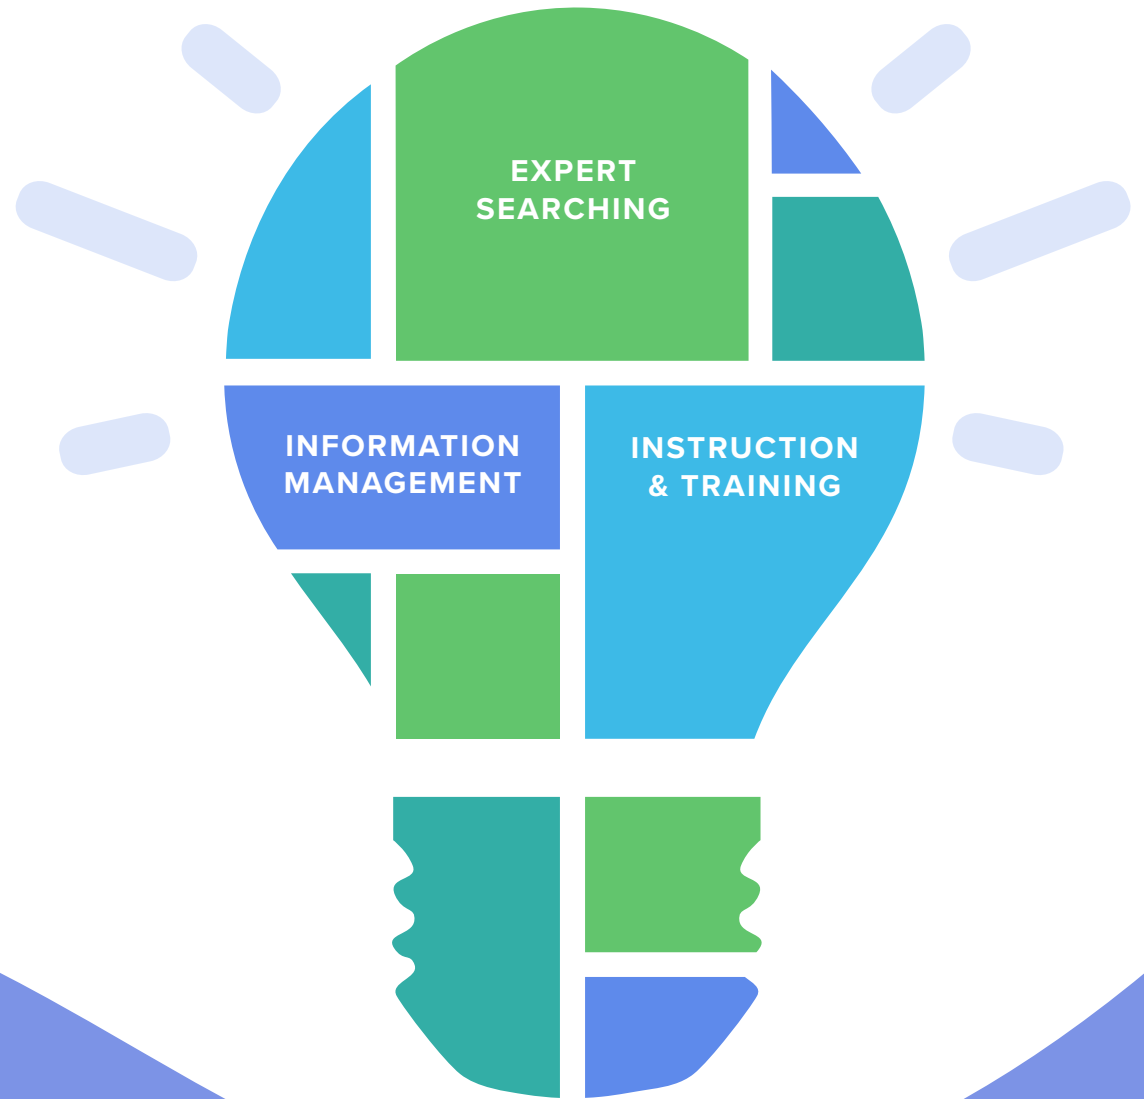 EXPERT
SEARCHING
INFORMATION
MANAGEMENT
INSTRUCTION
& TRAINING